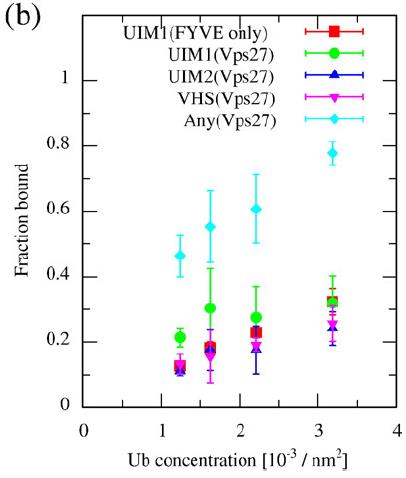 (b)
UIM1(FYVE only)
UIM1(Vps27)
UIM2(Vps27)
VHS(Vps27)
Any(Vps27)
1
0.8
0.6
0.4
0.2
0
Fraction bound
0 1 2 3 4
Ub concentration [10⁻³ / nm²]